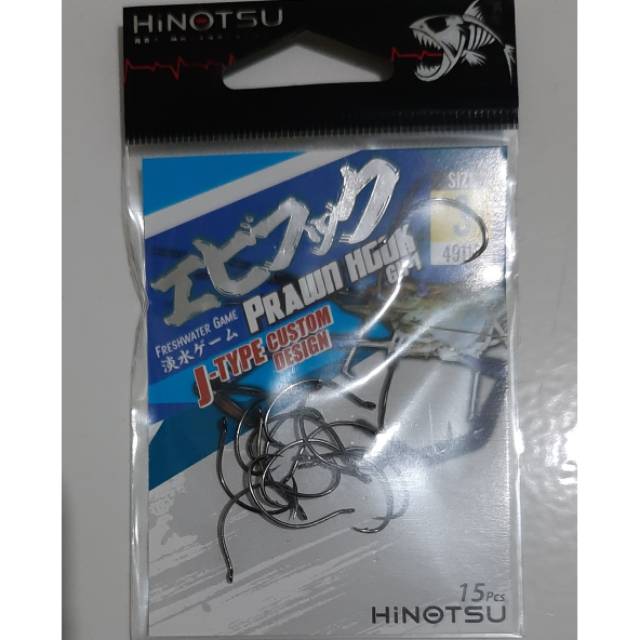 HiNOTSU
SIZE
エビフック
PRAWN HOOK
FRESHWATER GAME
淡水ゲーム
J-TYPE CUSTOM
DESIGN
15Pcs
HiNOTSU